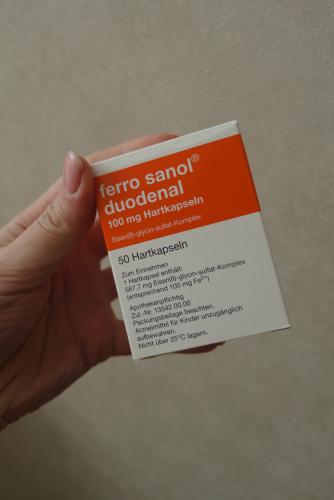 ferro sanol®
duodenal
100 mg Hartkapseln
Eisen(II)-glycin-sulfat-Komplex
50 Hartkapseln
Zum Einnehmen
1 Hartkapsel enthält:
567,7 mg Eisen(II)-glycin-sulfat-Komplex
(entsprechend 100 mg Fe²⁺)
Apothekenpflichtig
Zul.-Nr. 13542.00.00
Packungsbeilage beachten.
Arzneimittel für Kinder unzugänglich
aufbewahren.
Nicht über 25°C lagern.